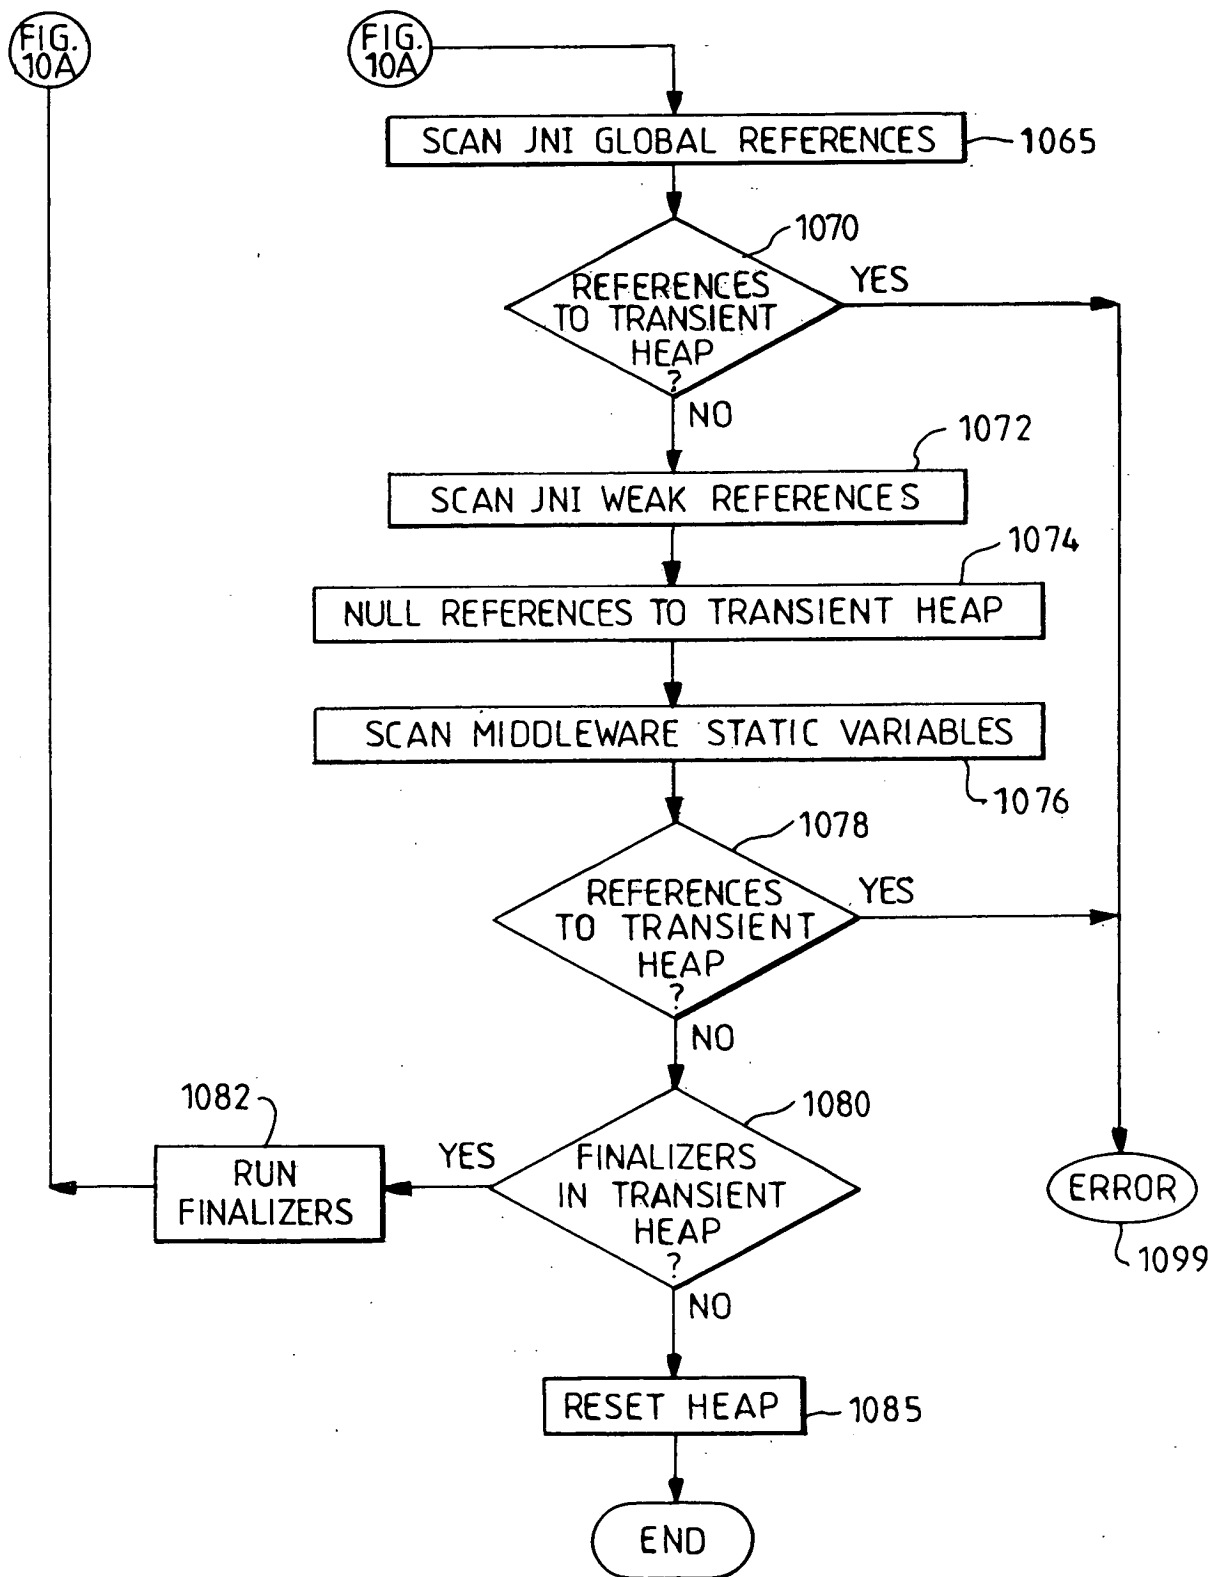 FIG.
10A
FIG.
10A
SCAN JNI GLOBAL REFERENCES
1065
1070
REFERENCES
TO TRANSIENT
HEAP
?
YES
NO
1072
SCAN JNI WEAK REFERENCES
1074
NULL REFERENCES TO TRANSIENT HEAP
SCAN MIDDLEWARE STATIC VARIABLES
1076
1078
REFERENCES
TO TRANSIENT
HEAP
?
YES
NO
1082
RUN
FINALIZERS
YES
1080
FINALIZERS
IN TRANSIENT
HEAP
?
NO
ERROR
1099
RESET HEAP
1085
END